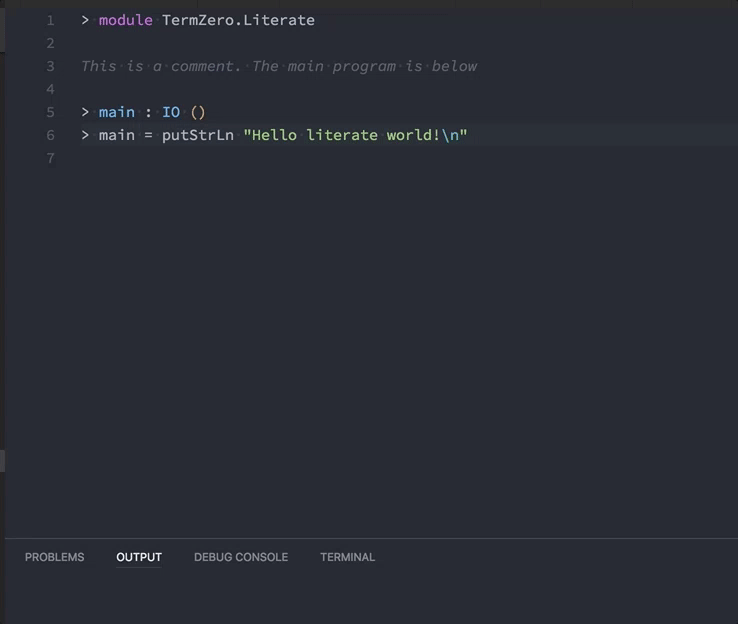 1 > module TermZero.Literate
2
3 This is a comment. The main program is below
4
5 > main : IO ()
6 > main = putStrLn "Hello literate world!\n"
7
PROBLEMS OUTPUT DEBUG CONSOLE TERMINAL